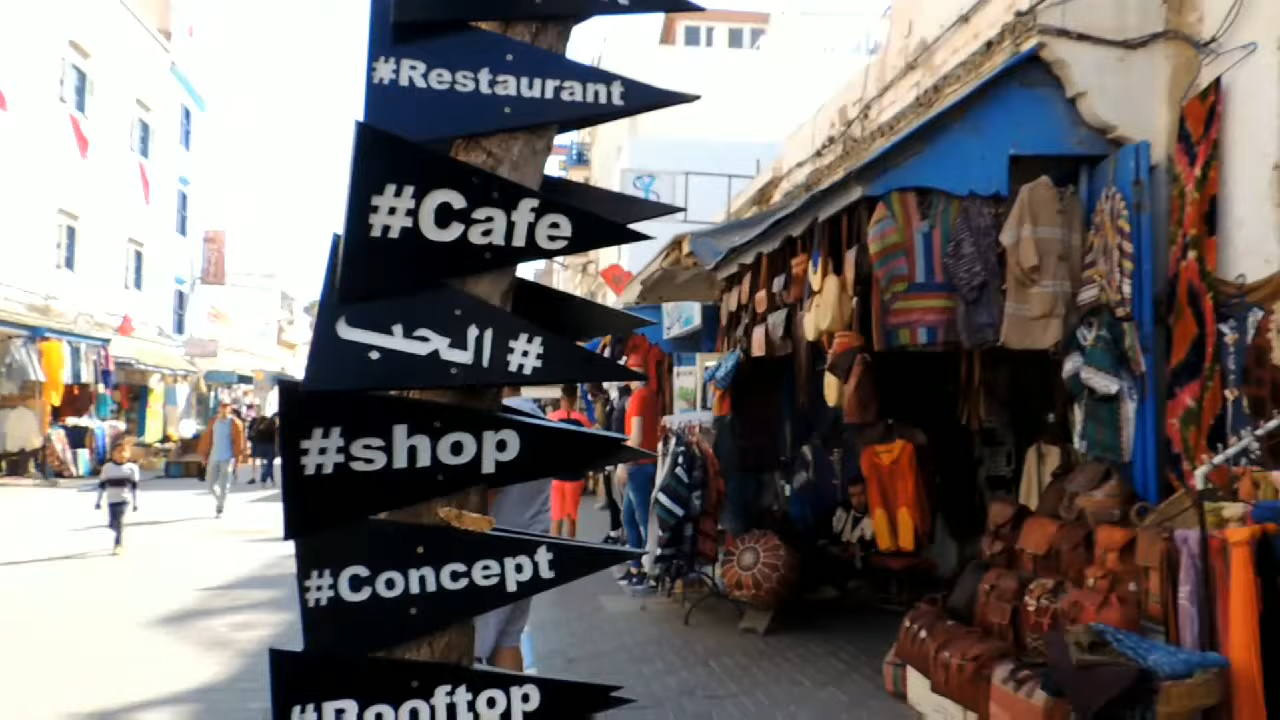 #Restaurant
#Cafe
# الحب
#shop
#Concept
#Rooftop